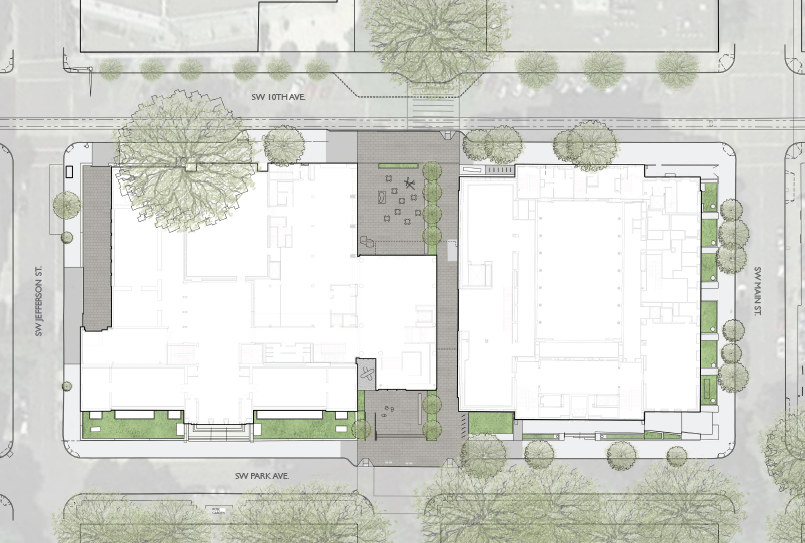 SW 10TH AVE.
SW JEFFERSON ST.
SW MAIN ST.
SW PARK AVE.